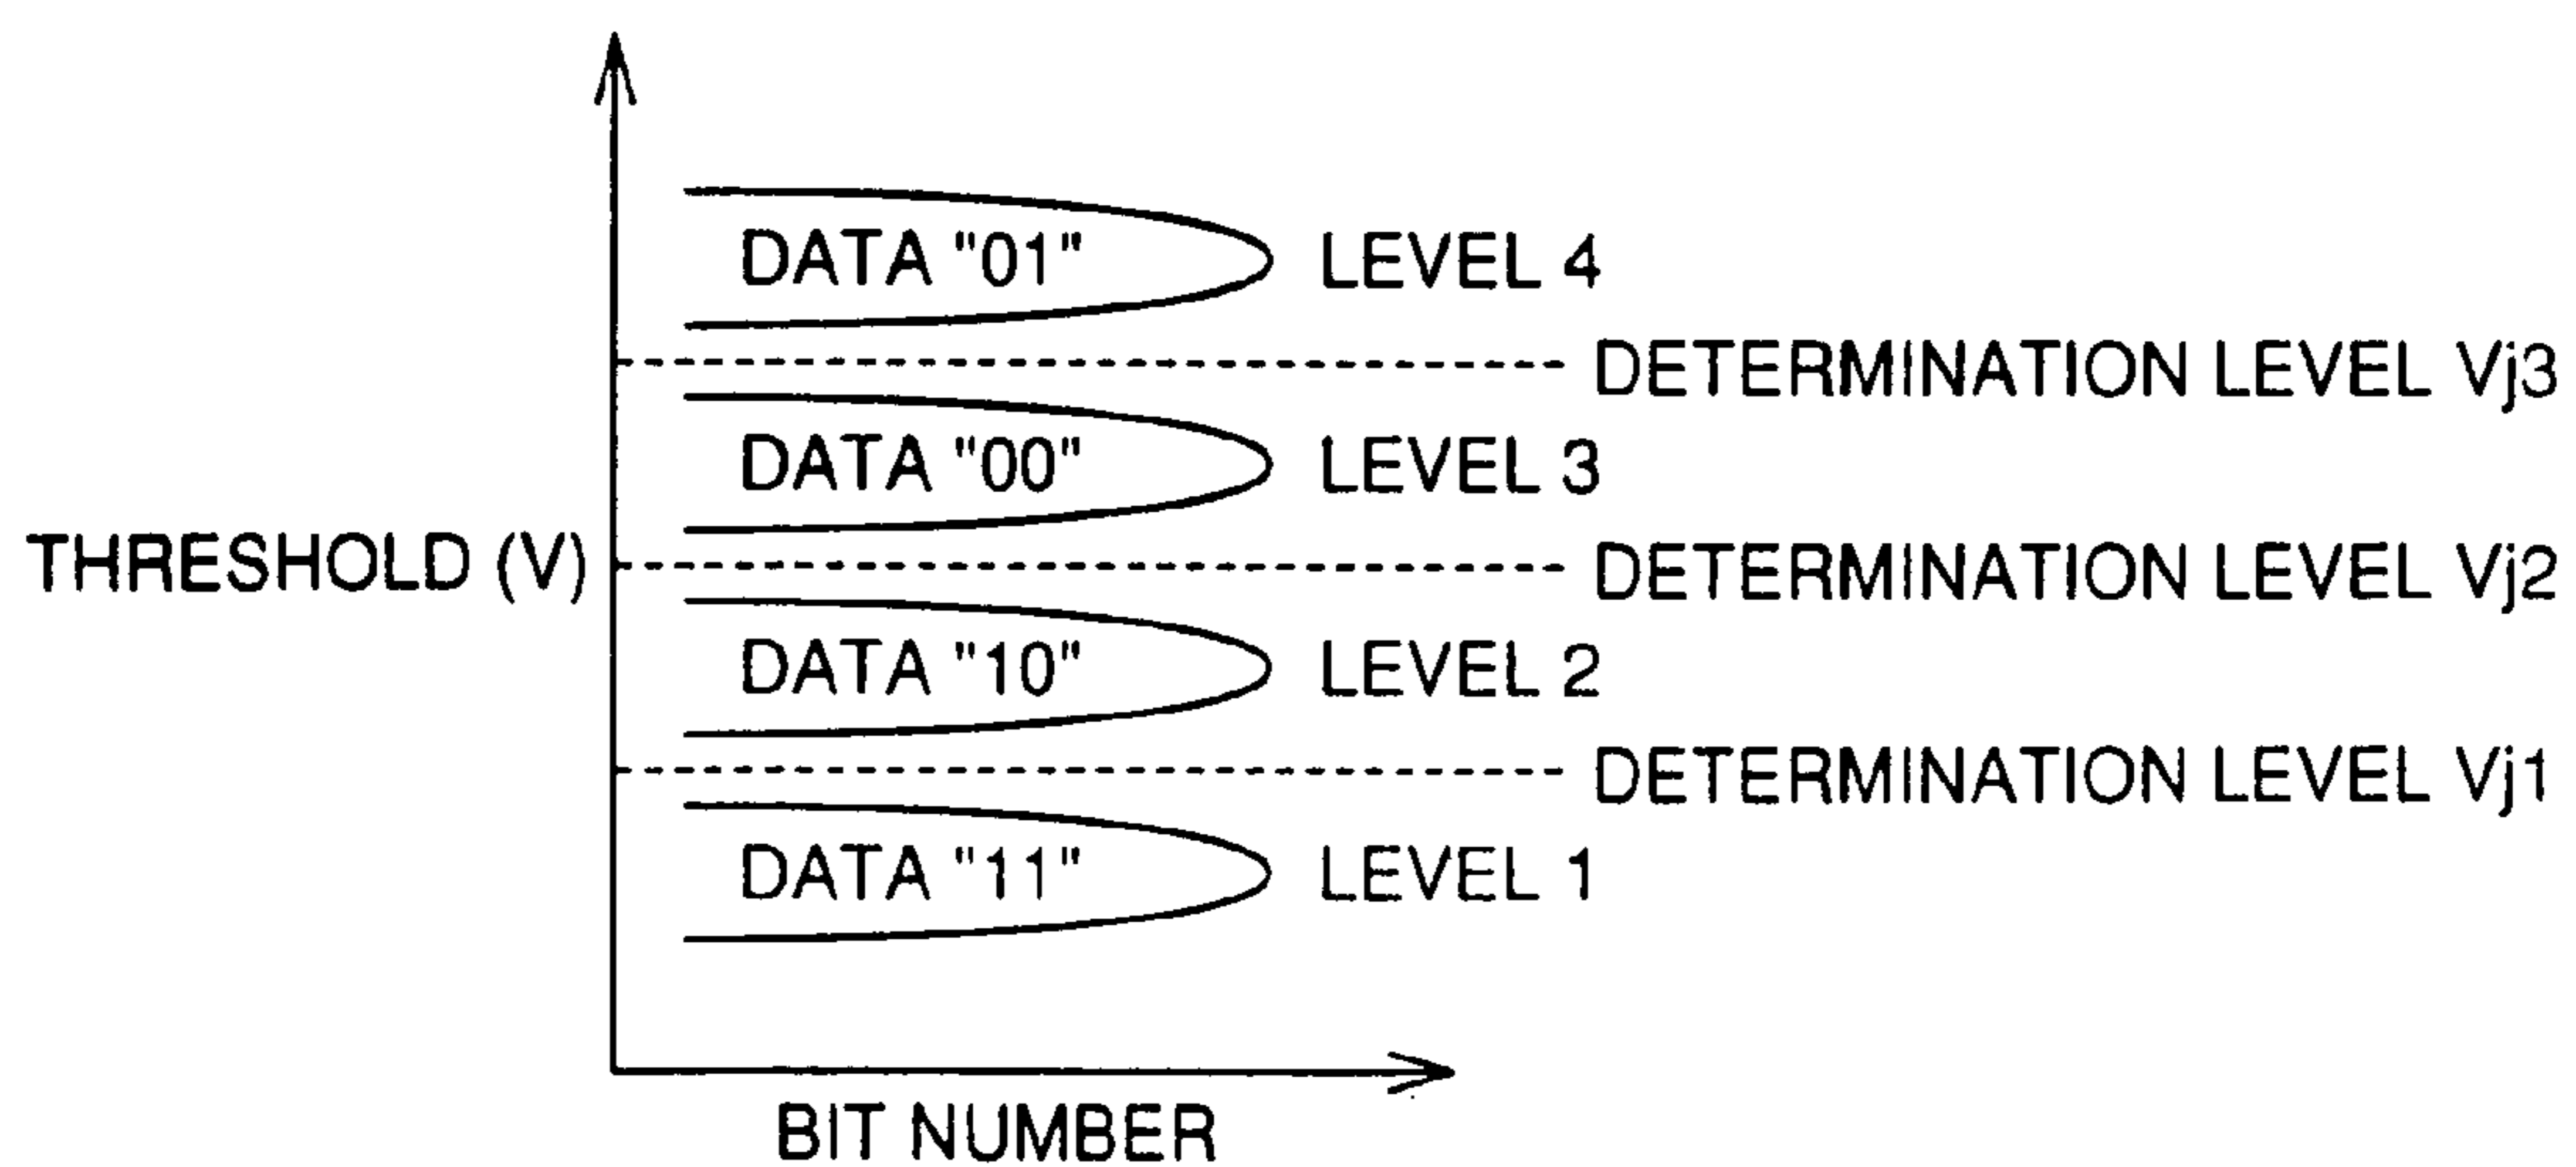 DATA "01" LEVEL 4
DETERMINATION LEVEL Vj3
DATA "00" LEVEL 3
THRESHOLD (V) DETERMINATION LEVEL Vj2
DATA "10" LEVEL 2
DETERMINATION LEVEL Vj1
DATA "11" LEVEL 1
BIT NUMBER